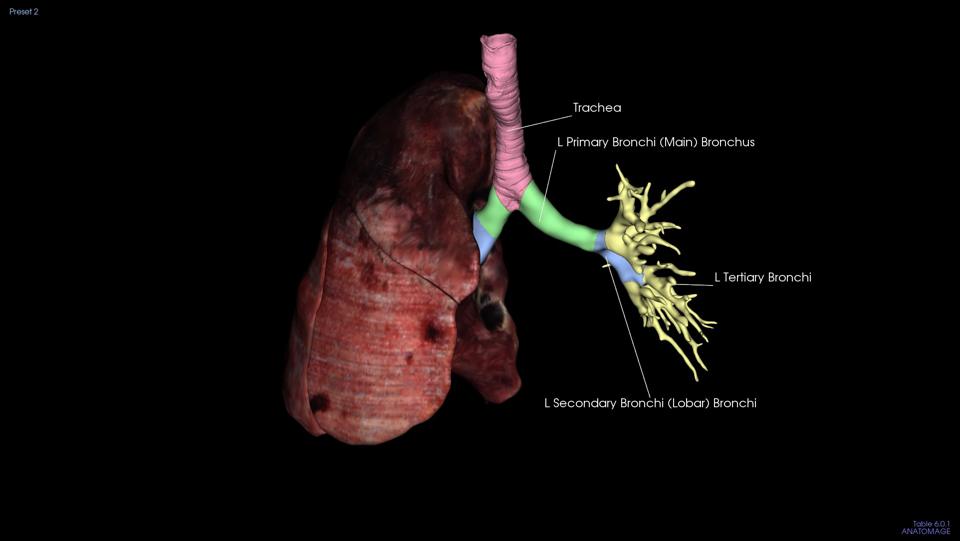 Preset 2
Trachea
L Primary Bronchi (Main) Bronchus
L Tertiary Bronchi
L Secondary Bronchi (Lobar) Bronchi
Table 6.0.1
ANATOMAGE